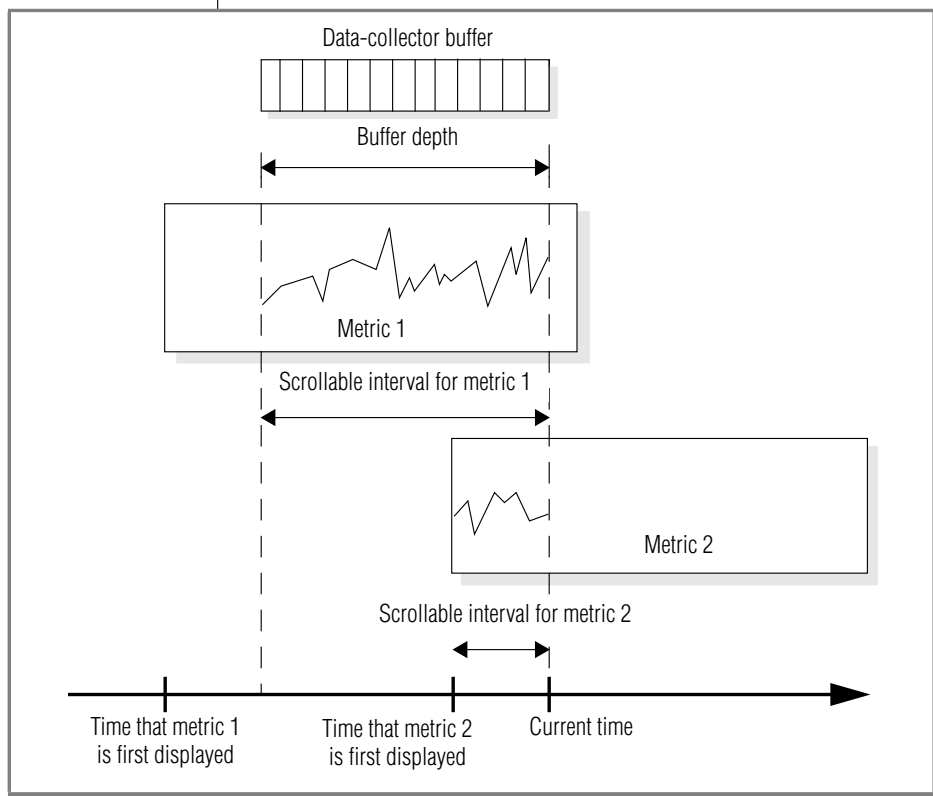 Data-collector buffer
Buffer depth
Metric 1
Scrollable interval for metric 1
Metric 2
Scrollable interval for metric 2
Time that metric 1
is first displayed
Time that metric 2
is first displayed
Current time